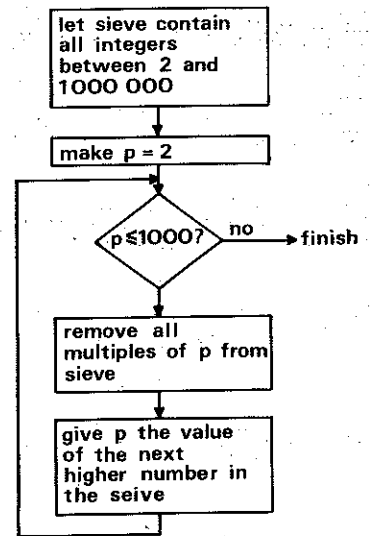 let sieve contain
all integers
between 2 and
1000 000
make p = 2
p≤1000?
no
finish
remove all
multiples of p from
sieve
give p the value
of the next
higher number in
the seive